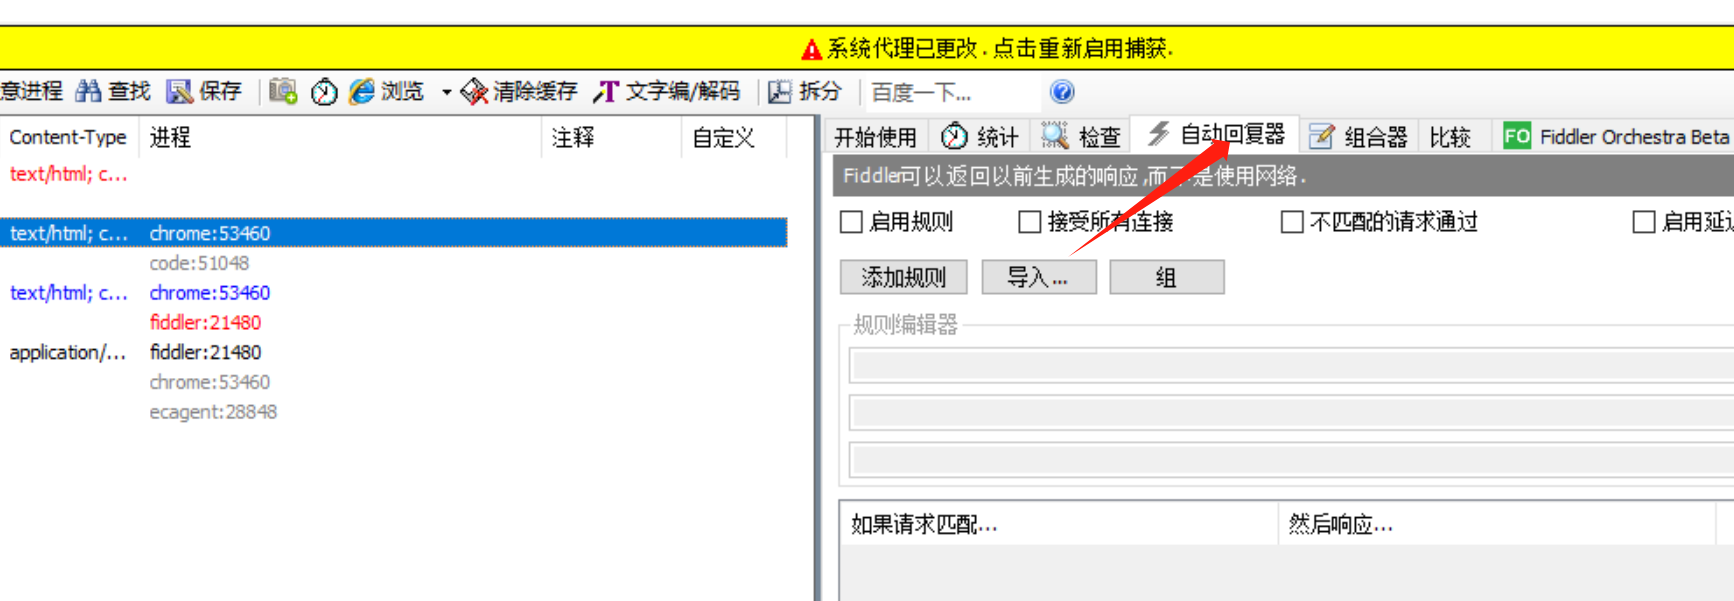 系统代理已更改.点击重新启用捕获.
意进程 查找 保存 浏览 清除缓存 文字编/解码 拆分 百度一下...
Content-Type 进程 注释 自定义
text/html; c...
text/html; c... chrome:53460
code:51048
text/html; c... chrome:53460
fiddler:21480
application/... fiddler:21480
chrome:53460
ecagent:28848
开始使用 统计 检查 自动回复器 组合器 比较 FO Fiddler Orchestra Beta
Fiddler可以返回以前生成的响应,而不是使用网络.
启用规则 接受所有连接 不匹配的请求通过 启用延迟
添加规则 导入... 组
规则编辑器
如果请求匹配... 然后响应...